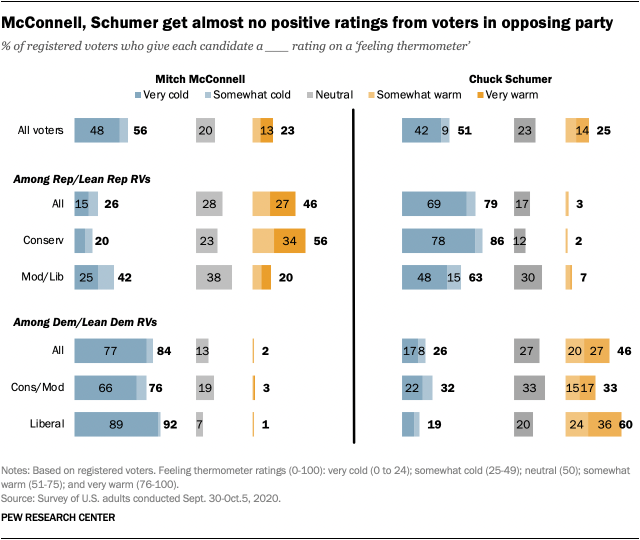 McConnell, Schumer get almost no positive ratings from voters in opposing party
% of registered voters who give each candidate a ___ rating on a ‘feeling thermometer’
Mitch McConnell Chuck Schumer
Very cold Somewhat cold Neutral Somewhat warm Very warm
All voters 48 56 20 13 23 42 9 51 23 14 25
Among Rep/Lean Rep RVs
All 15 26 28 27 46 69 79 17 3
Conserv 20 23 34 56 78 86 12 2
Mod/Lib 25 42 38 20 48 15 63 30 7
Among Dem/Lean Dem RVs
All 77 84 13 2 17 8 26 27 20 27 46
Cons/Mod 66 76 19 3 22 32 33 15 17 33
Liberal 89 92 7 1 19 20 24 36 60
Notes: Based on registered voters. Feeling thermometer ratings (0-100): very cold (0 to 24); somewhat cold (25-49); neutral (50); somewhat
warm (51-75); and very warm (76-100).
Source: Survey of U.S. adults conducted Sept. 30-Oct.5, 2020.
PEW RESEARCH CENTER